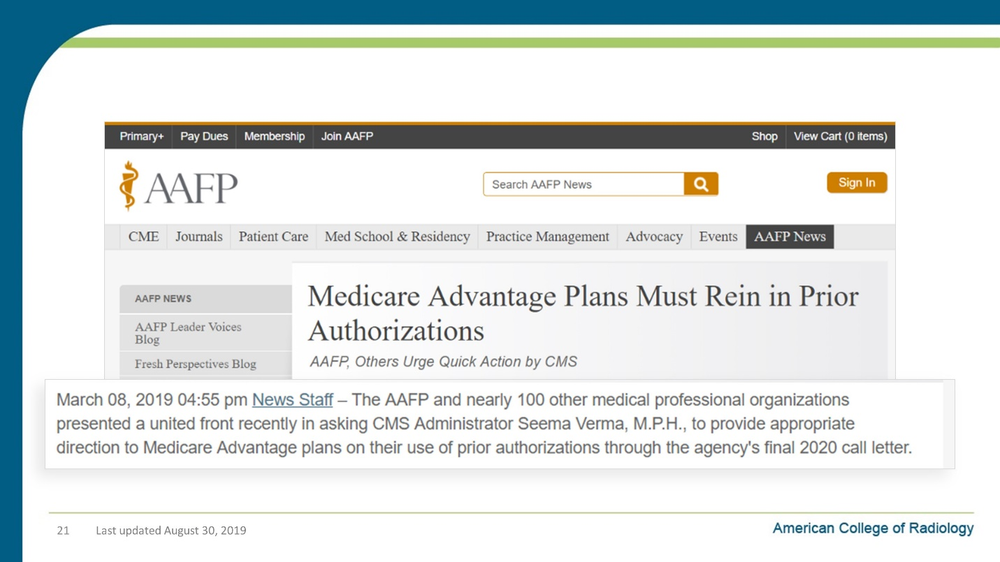 Primary+ Pay Dues Membership Join AAFP Shop View Cart (0 items)
AAFP Search AAFP News Sign In
CME Journals Patient Care Med School & Residency Practice Management Advocacy Events AAFP News
AAFP NEWS
AAFP Leader Voices
Blog
Fresh Perspectives Blog
Medicare Advantage Plans Must Rein in Prior
Authorizations
AAFP, Others Urge Quick Action by CMS
March 08, 2019 04:55 pm News Staff – The AAFP and nearly 100 other medical professional organizations
presented a united front recently in asking CMS Administrator Seema Verma, M.P.H., to provide appropriate
direction to Medicare Advantage plans on their use of prior authorizations through the agency's final 2020 call letter.
21 Last updated August 30, 2019 American College of Radiology